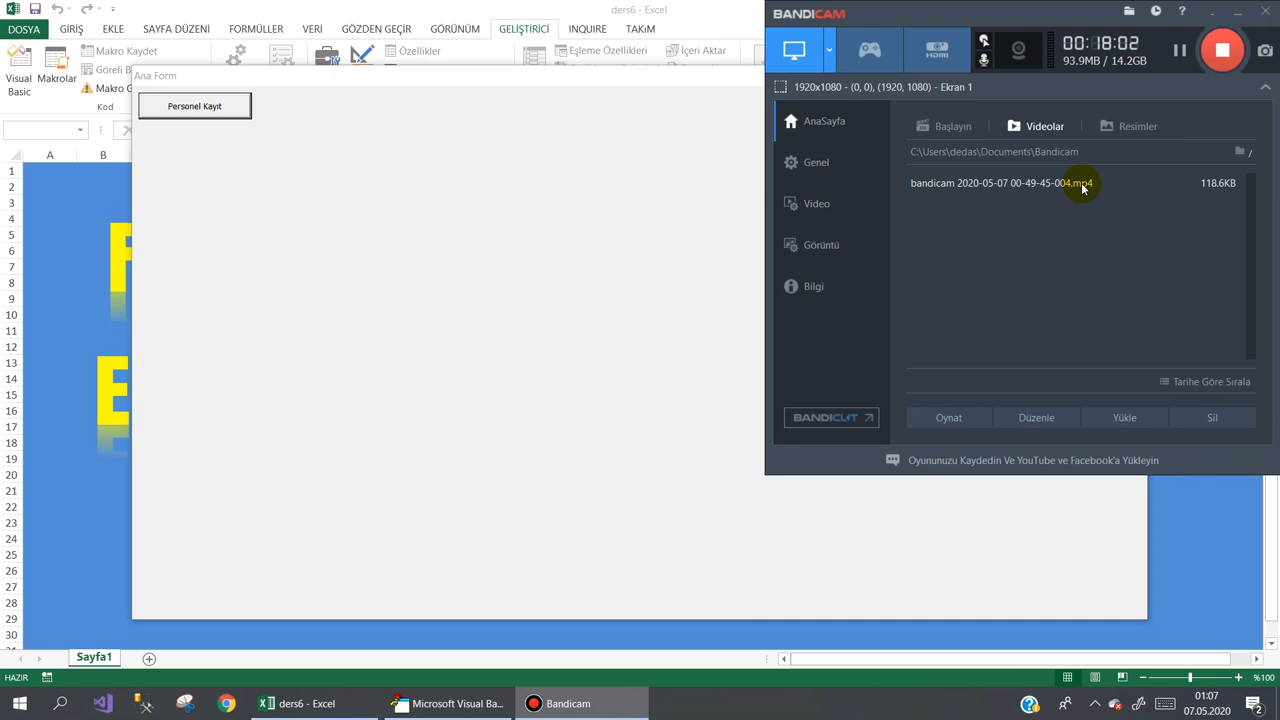 ders6 - Excel
DOSYA
GİRİŞ
EKLE
SAYFA DÜZENİ
FORMÜLLER
VERİ
GÖZDEN GEÇİR
GÖRÜNÜM
GELİŞTİRİCİ
INQUIRE
TAKIM
Visual Basic
Makrolar
Makro Kaydet
Göreli B
Makro G
Kod
Özellikler
Eşleme Özellikleri
İçeri Aktar
Ana Form
Personel Kayıt
A
B
1
2
3
4
5
6
7
8
9
10
11
12
13
14
15
16
17
18
19
20
21
22
23
24
25
26
27
28
29
30
E
BANDICAM
HDMI
00:18:02
93.9MB / 14.2GB
1920x1080 - (0, 0), (1920, 1080) - Ekran 1
AnaSayfa
Genel
Video
Görüntü
Bilgi
BANDICUT
Başlayın
Videolar
Resimler
C:\Users\dedas\Documents\Bandicam
/
bandicam 2020-05-07 00-49-45-004.mp4
118.6KB
Tarihe Göre Sırala
Oynat
Düzenle
Yükle
Sil
Oyununuzu Kaydedin Ve YouTube ve Facebook'a Yükleyin
Sayfa1
HAZIR
%100
ders6 - Excel
Microsoft Visual Ba...
Bandicam
01:07
07.05.2020
2